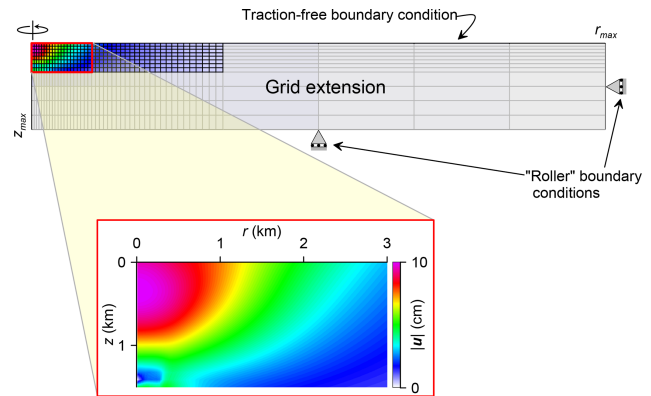 Traction-free boundary condition
r_max
Grid extension
z_max
"Roller" boundary
conditions
r (km)
0 1 2 3
0
1
z (km)
10
0
|u| (cm)